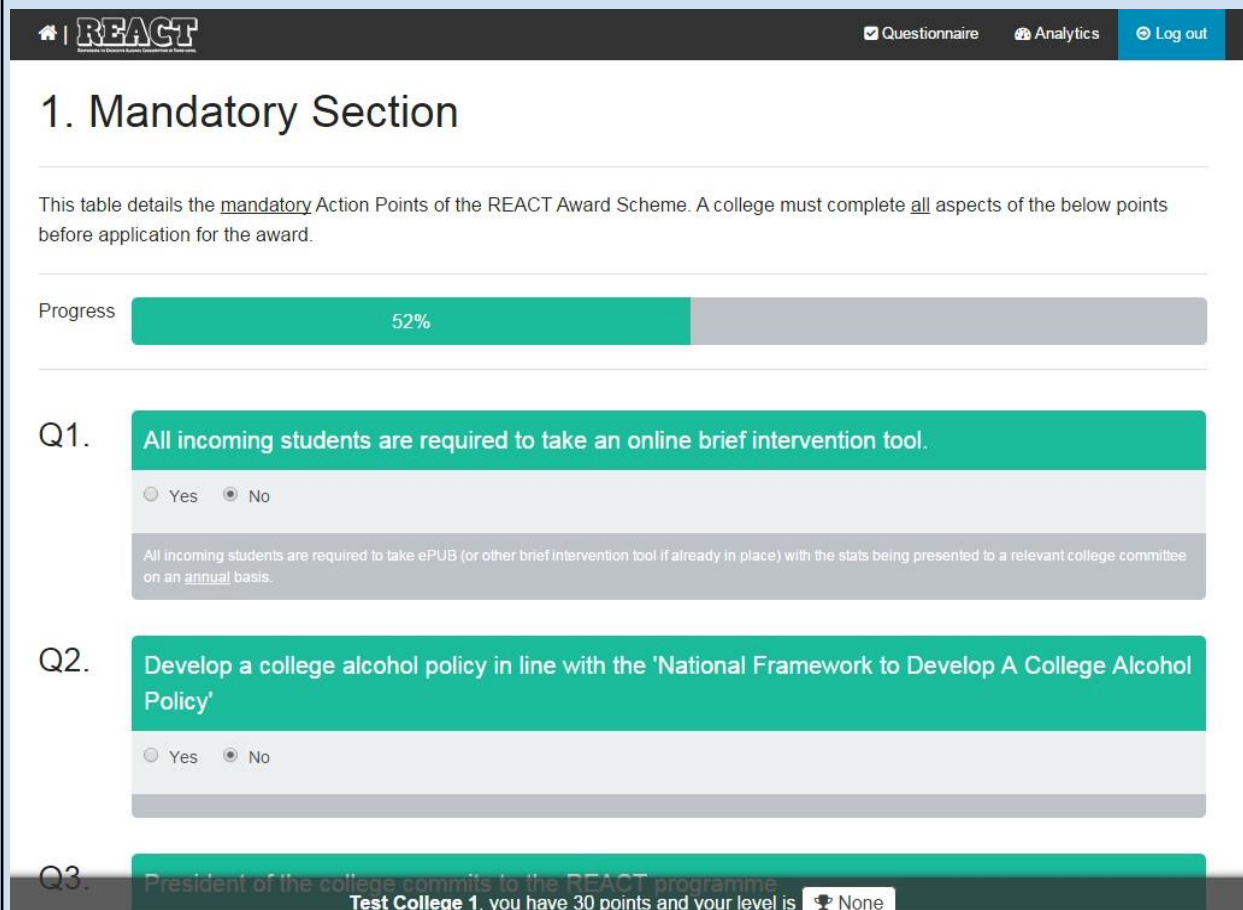 | REACT
Questionnaire
Analytics
Log out
1. Mandatory Section
This table details the mandatory Action Points of the REACT Award Scheme. A college must complete all aspects of the below points
before application for the award.
Progress
52%
Q1.
All incoming students are required to take an online brief intervention tool.
Yes No
All incoming students are required to take ePUB (or other brief intervention tool if already in place) with the stats being presented to a relevant college committee
on an annual basis.
Q2.
Develop a college alcohol policy in line with the 'National Framework to Develop A College Alcohol
Policy'
Yes No
Q3.
President of the college commits to the REACT programme
Test College 1, you have 30 points and your level is None